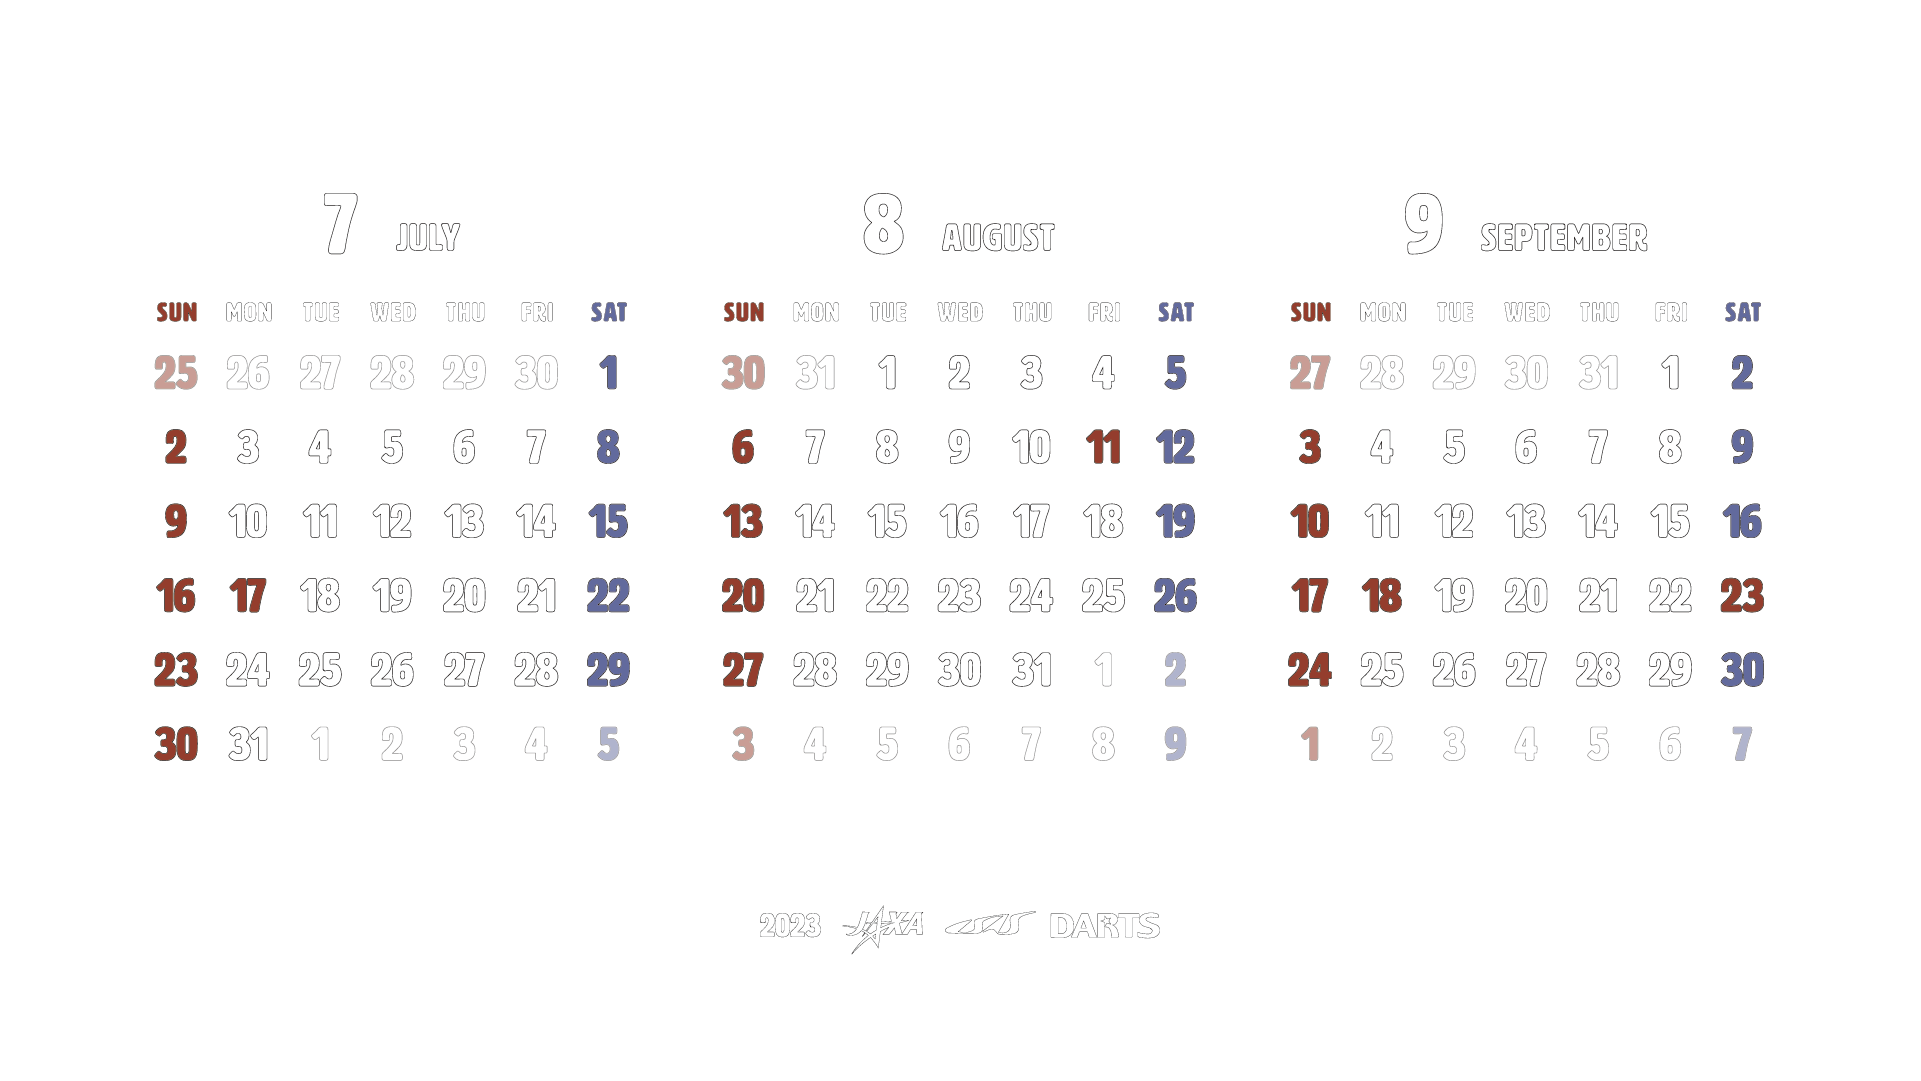 7 JULY
SUN MON TUE WED THU FRI SAT
25 26 27 28 29 30 1
2 3 4 5 6 7 8
9 10 11 12 13 14 15
16 17 18 19 20 21 22
23 24 25 26 27 28 29
30 31 1 2 3 4 5
8 AUGUST
SUN MON TUE WED THU FRI SAT
30 31 1 2 3 4 5
6 7 8 9 10 11 12
13 14 15 16 17 18 19
20 21 22 23 24 25 26
27 28 29 30 31 1 2
3 4 5 6 7 8 9
9 SEPTEMBER
SUN MON TUE WED THU FRI SAT
27 28 29 30 31 1 2
3 4 5 6 7 8 9
10 11 12 13 14 15 16
17 18 19 20 21 22 23
24 25 26 27 28 29 30
1 2 3 4 5 6 7
2023 JAXA ISAS DARTS